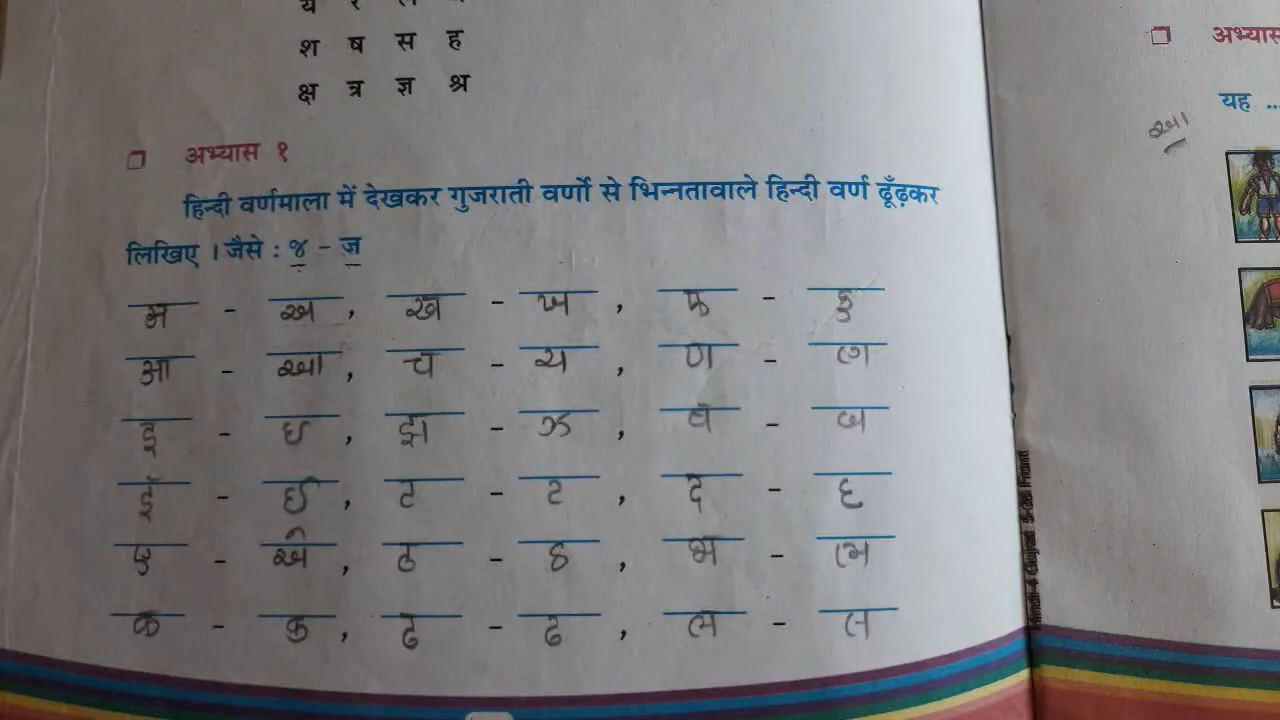 श ष स ह
क्ष त्र ज्ञ श्र
अभ्यास १
हिन्दी वर्णमाला में देखकर गुजराती वर्णो से भिन्नतावाले हिन्दी वर्ण ढूँढ़कर
लिखिए । जैसे : જ - ज
अ - અ, ख - ખ, फ - ફ
आ - આ, च - ચ, ण - ણ
इ - ઇ, झ - ઝ, ब - બ
ई - ઈ, ट - ટ, द - દ
ए - એ, ठ - ઠ, भ - ભ
क - ક, ढ - ઢ, ल - લ
अभ्यास
यह ...
આ